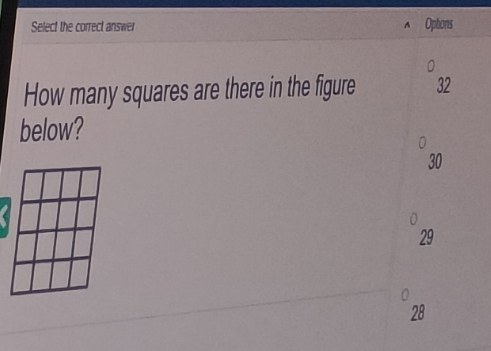 Select the correct answer
Options
How many squares are there in the figure
below?
32
30
29
28